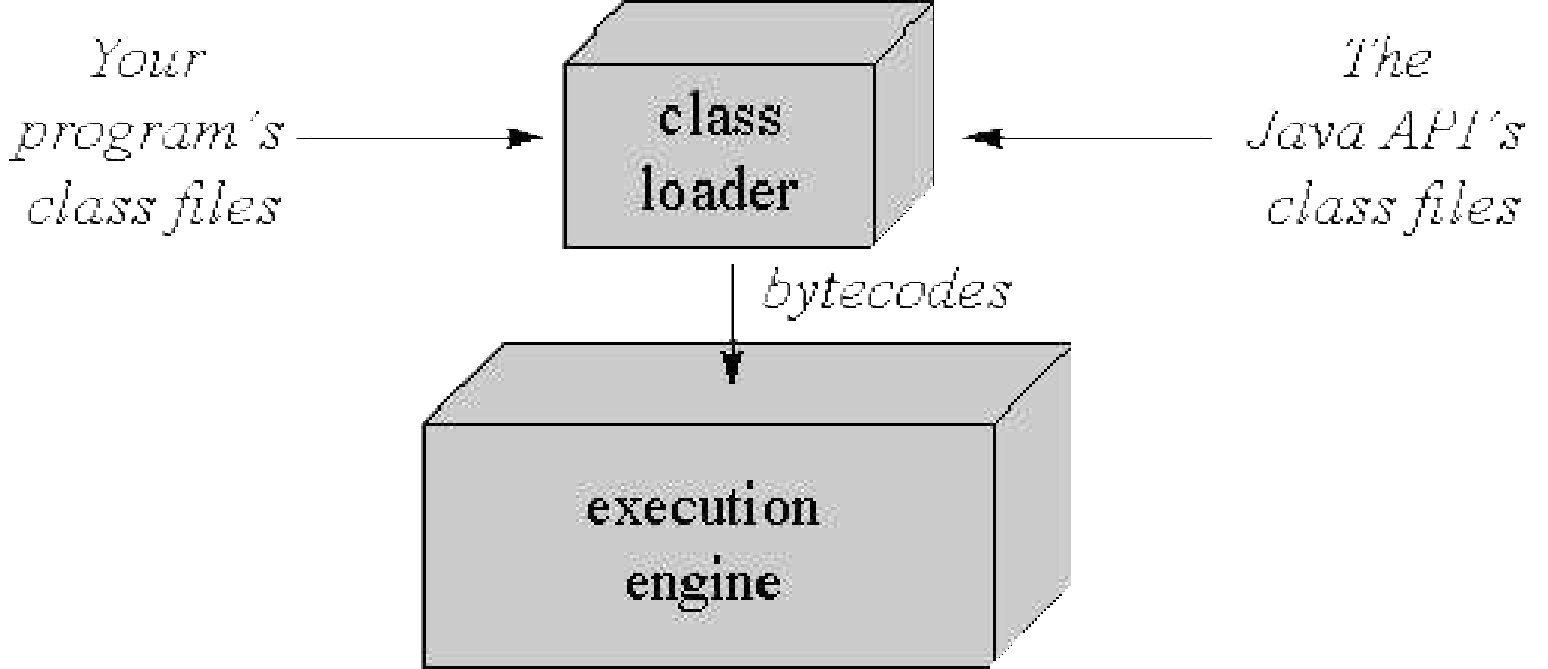 Your
program's
class files
class
loader
The
Java API's
class files
bytecodes
execution
engine